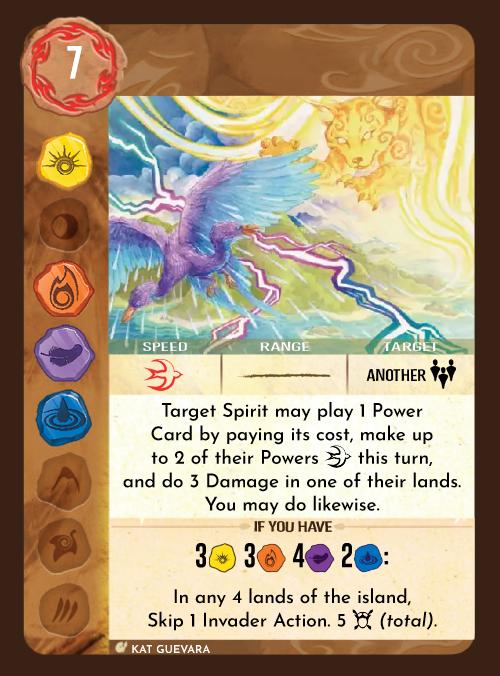 7
SPEED RANGE TARGET
ANOTHER
Target Spirit may play 1 Power
Card by paying its cost, make up
to 2 of their Powers this turn,
and do 3 Damage in one of their lands.
You may do likewise.
IF YOU HAVE
3 3 4 2 :
In any 4 lands of the island,
Skip 1 Invader Action. 5 (total).
KAT GUEVARA